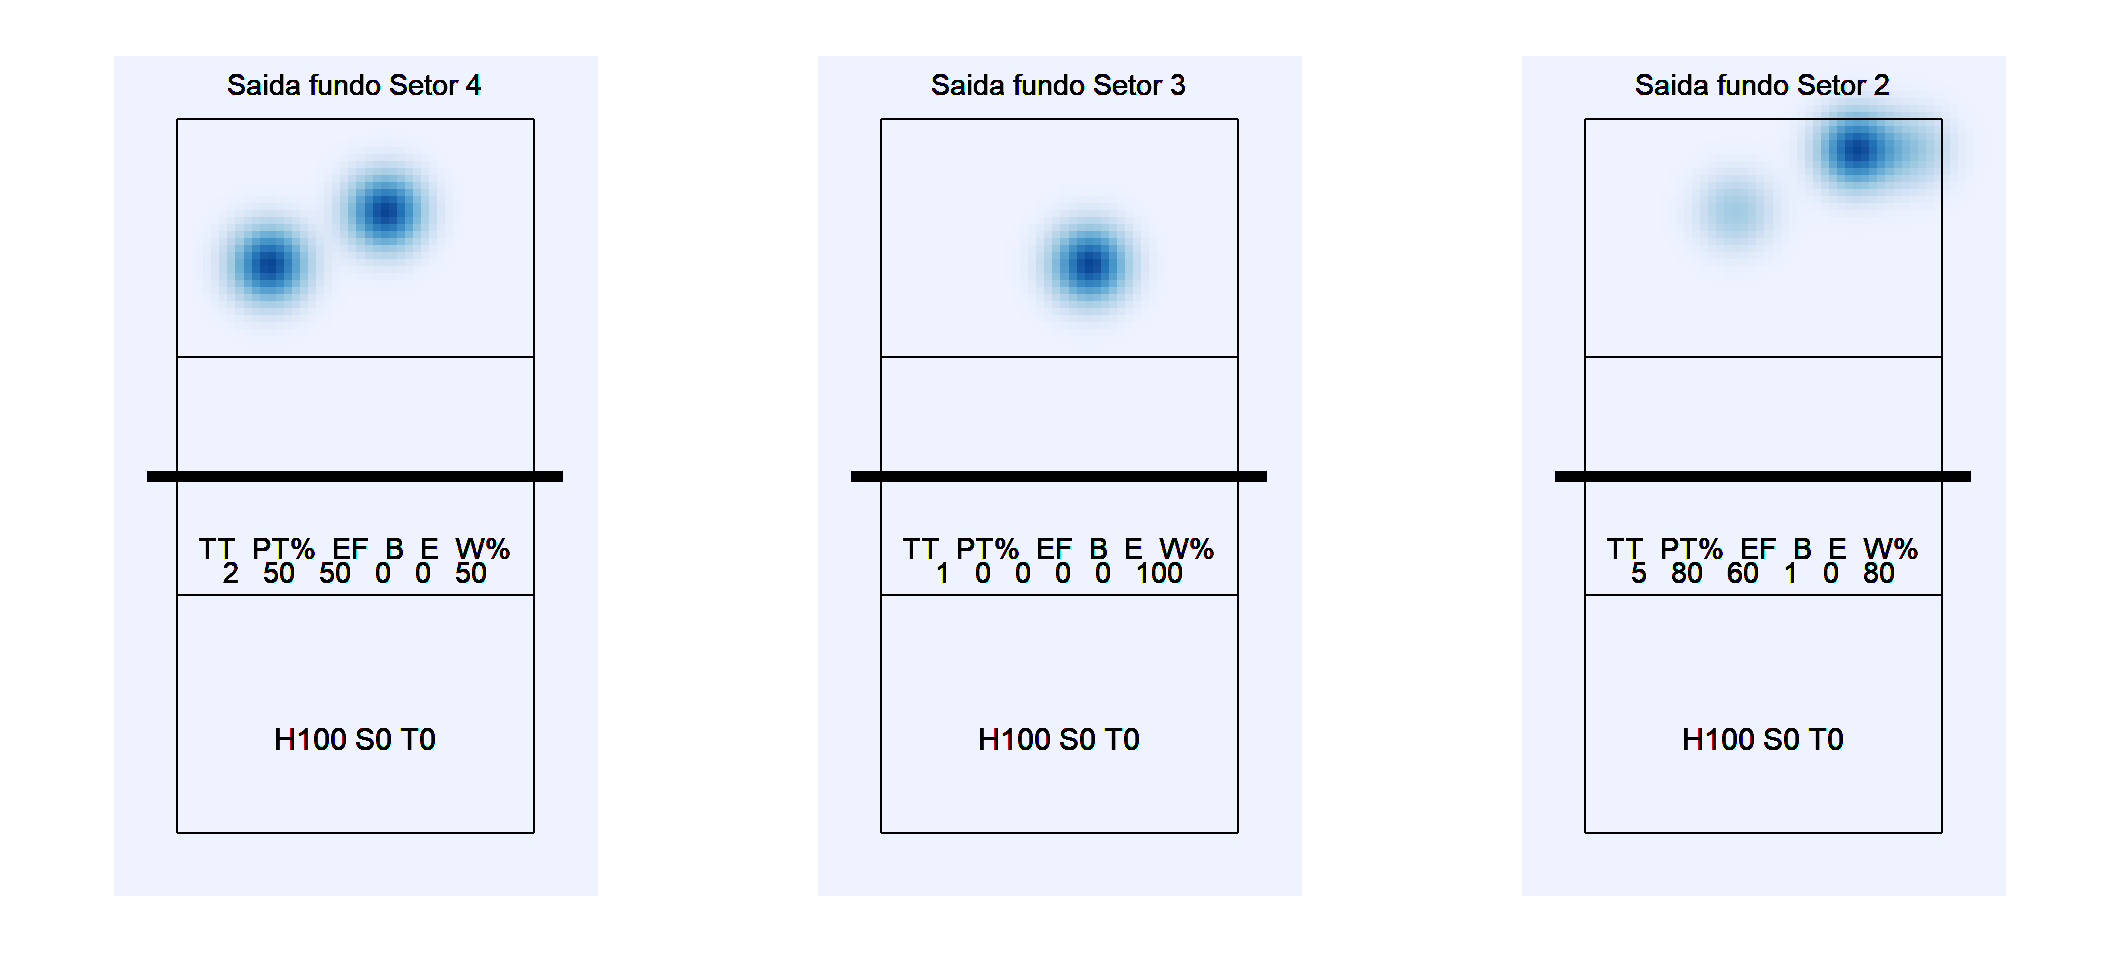 Saida fundo Setor 4
TT PT% EF B E W%
2 50 50 0 0 50
H100 S0 T0
Saida fundo Setor 3
TT PT% EF B E W%
1 0 0 0 0 100
H100 S0 T0
Saida fundo Setor 2
TT PT% EF B E W%
5 80 60 1 0 80
H100 S0 T0